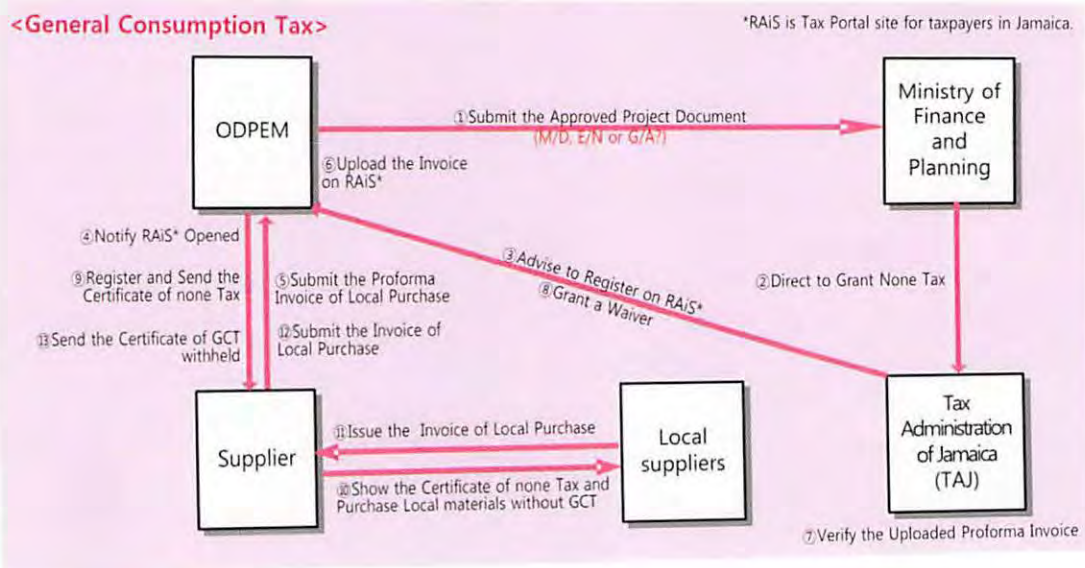 <General Consumption Tax>
*RAiS is Tax Portal site for taxpayers in Jamaica.
ODPEM
①Submit the Approved Project Document
(M/D, E/N or G/A?)
Ministry of
Finance
and
Planning
⑥Upload the Invoice
on RAiS*
④Notify RAiS* Opened
⑨Register and Send the
Certificate of none Tax
⑬Send the Certificate of GCT
withheld
⑤Submit the Proforma
Invoice of Local Purchase
⑫Submit the Invoice of
Local Purchase
③Advise to Register on RAiS*
⑧Grant a Waiver
②Direct to Grant None Tax
Supplier
⑪Issue the Invoice of Local Purchase
⑩Show the Certificate of none Tax and
Purchase Local materials without GCT
Local
suppliers
Tax
Administration
of Jamaica
(TAJ)
⑦Verify the Uploaded Proforma Invoice